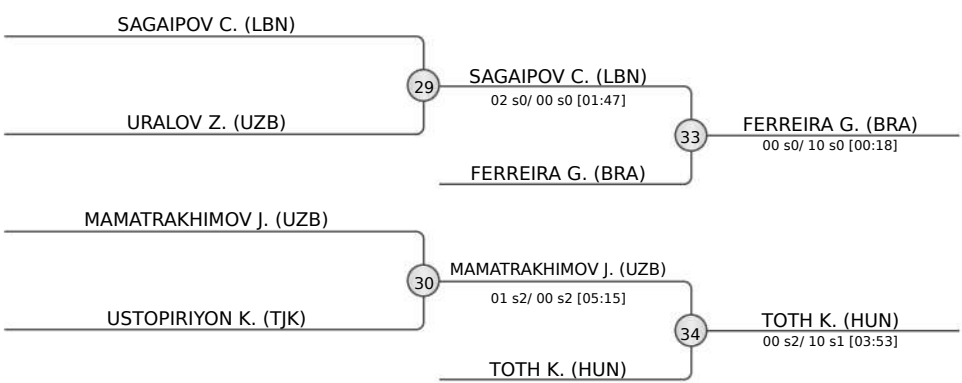 SAGAIPOV C. (LBN)
29
SAGAIPOV C. (LBN)
02 s0/ 00 s0 [01:47]
URALOV Z. (UZB)
33
FERREIRA G. (BRA)
00 s0/ 10 s0 [00:18]
FERREIRA G. (BRA)
MAMATRAKHIMOV J. (UZB)
30
MAMATRAKHIMOV J. (UZB)
01 s2/ 00 s2 [05:15]
USTOPIRIYON K. (TJK)
34
TOTH K. (HUN)
00 s2/ 10 s1 [03:53]
TOTH K. (HUN)